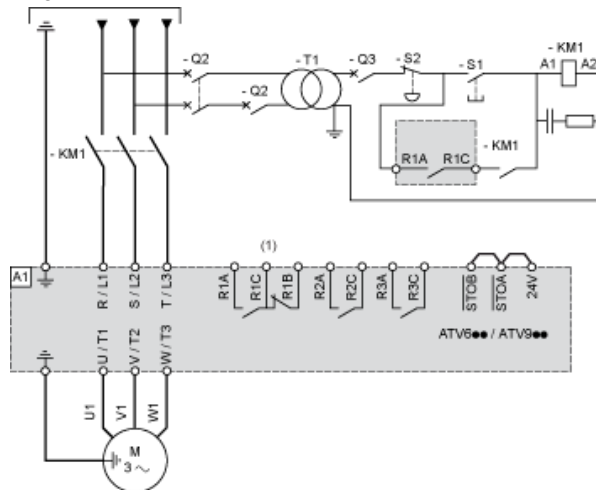 - Q2
- T1
- Q3
- S2
- S1
- KM1
A1
A2
- Q2
- KM1
R1A
R1C
- KM1
(1)
A1
R / L1
S / L2
T / L3
R1A
R1C
R1B
R2A
R2C
R3A
R3C
STOB
STOA
24V
ATV6●● / ATV9●●
U / T1
V / T2
W / T3
U1
V1
W1
M
3 ~